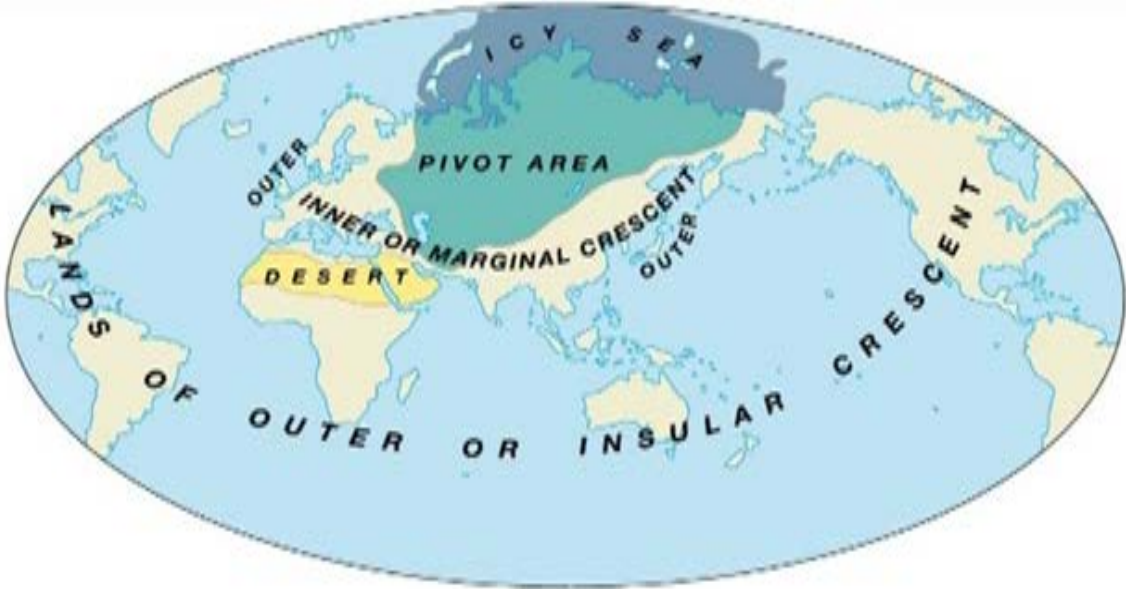 ICY SEA
PIVOT AREA
OUTER
INNER OR MARGINAL CRESCENT
OUTER
DESERT
LANDS OF OUTER OR INSULAR CRESCENT